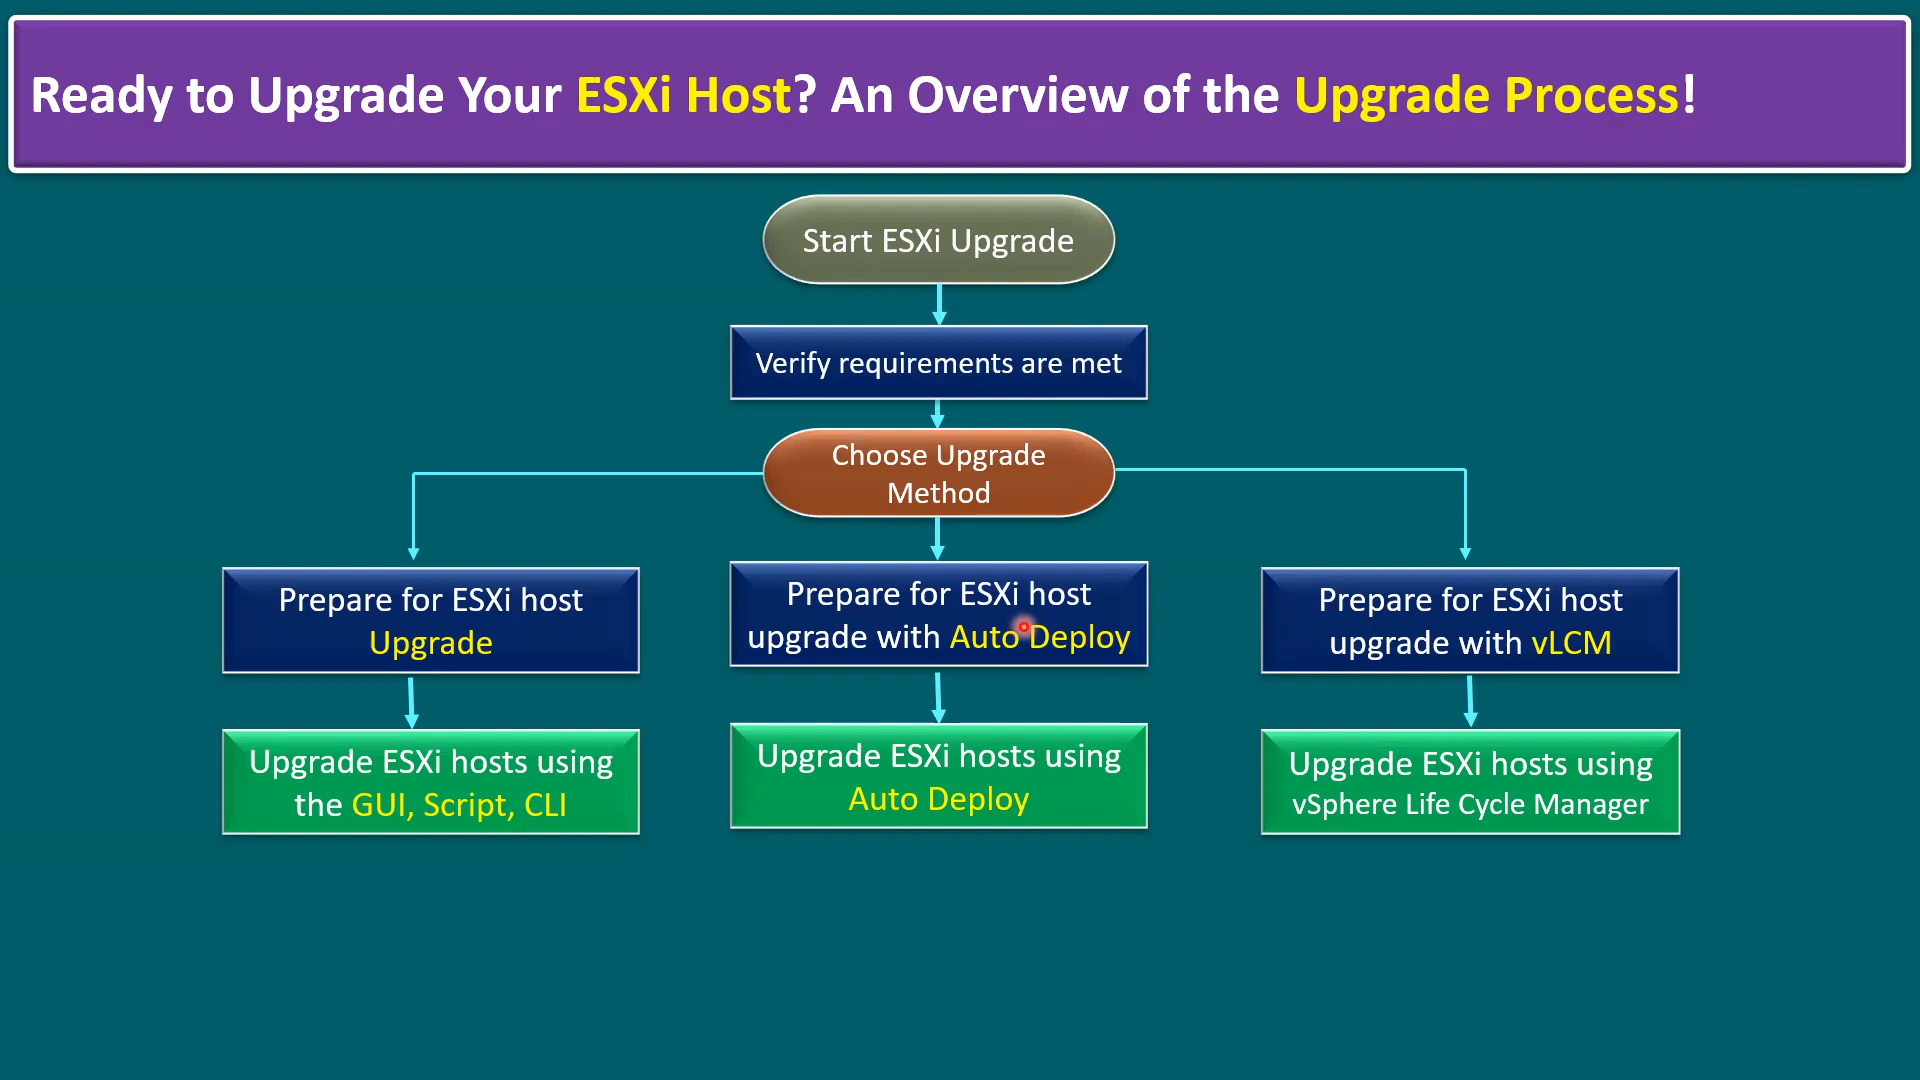 Ready to Upgrade Your ESXi Host? An Overview of the Upgrade Process!
Start ESXi Upgrade
Verify requirements are met
Choose Upgrade
Method
Prepare for ESXi host
Upgrade
Prepare for ESXi host
upgrade with Auto Deploy
Prepare for ESXi host
upgrade with vLCM
Upgrade ESXi hosts using
the GUI, Script, CLI
Upgrade ESXi hosts using
Auto Deploy
Upgrade ESXi hosts using
vSphere Life Cycle Manager